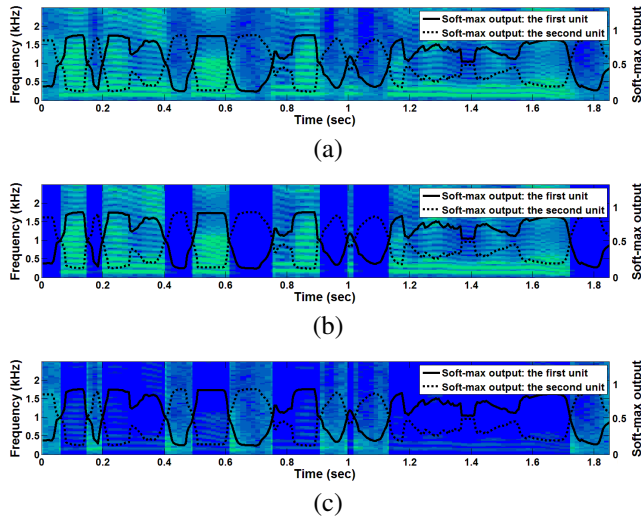 Soft-max output: the first unit
Soft-max output: the second unit
Frequency (kHz)
2.5
2
1.5
1
0.5
0
1
0.5
0
Soft-max output
0 0.2 0.4 0.6 0.8 1 1.2 1.4 1.6 1.8
Time (sec)
(a)
Soft-max output: the first unit
Soft-max output: the second unit
Frequency (kHz)
2.5
2
1.5
1
0.5
0
1
0.5
0
Soft-max output
0 0.2 0.4 0.6 0.8 1 1.2 1.4 1.6 1.8
Time (sec)
(b)
Soft-max output: the first unit
Soft-max output: the second unit
Frequency (kHz)
2
1.5
1
0.5
0
1
0.5
0
Soft-max output
0 0.2 0.4 0.6 0.8 1 1.2 1.4 1.6 1.8
Time (sec)
(c)